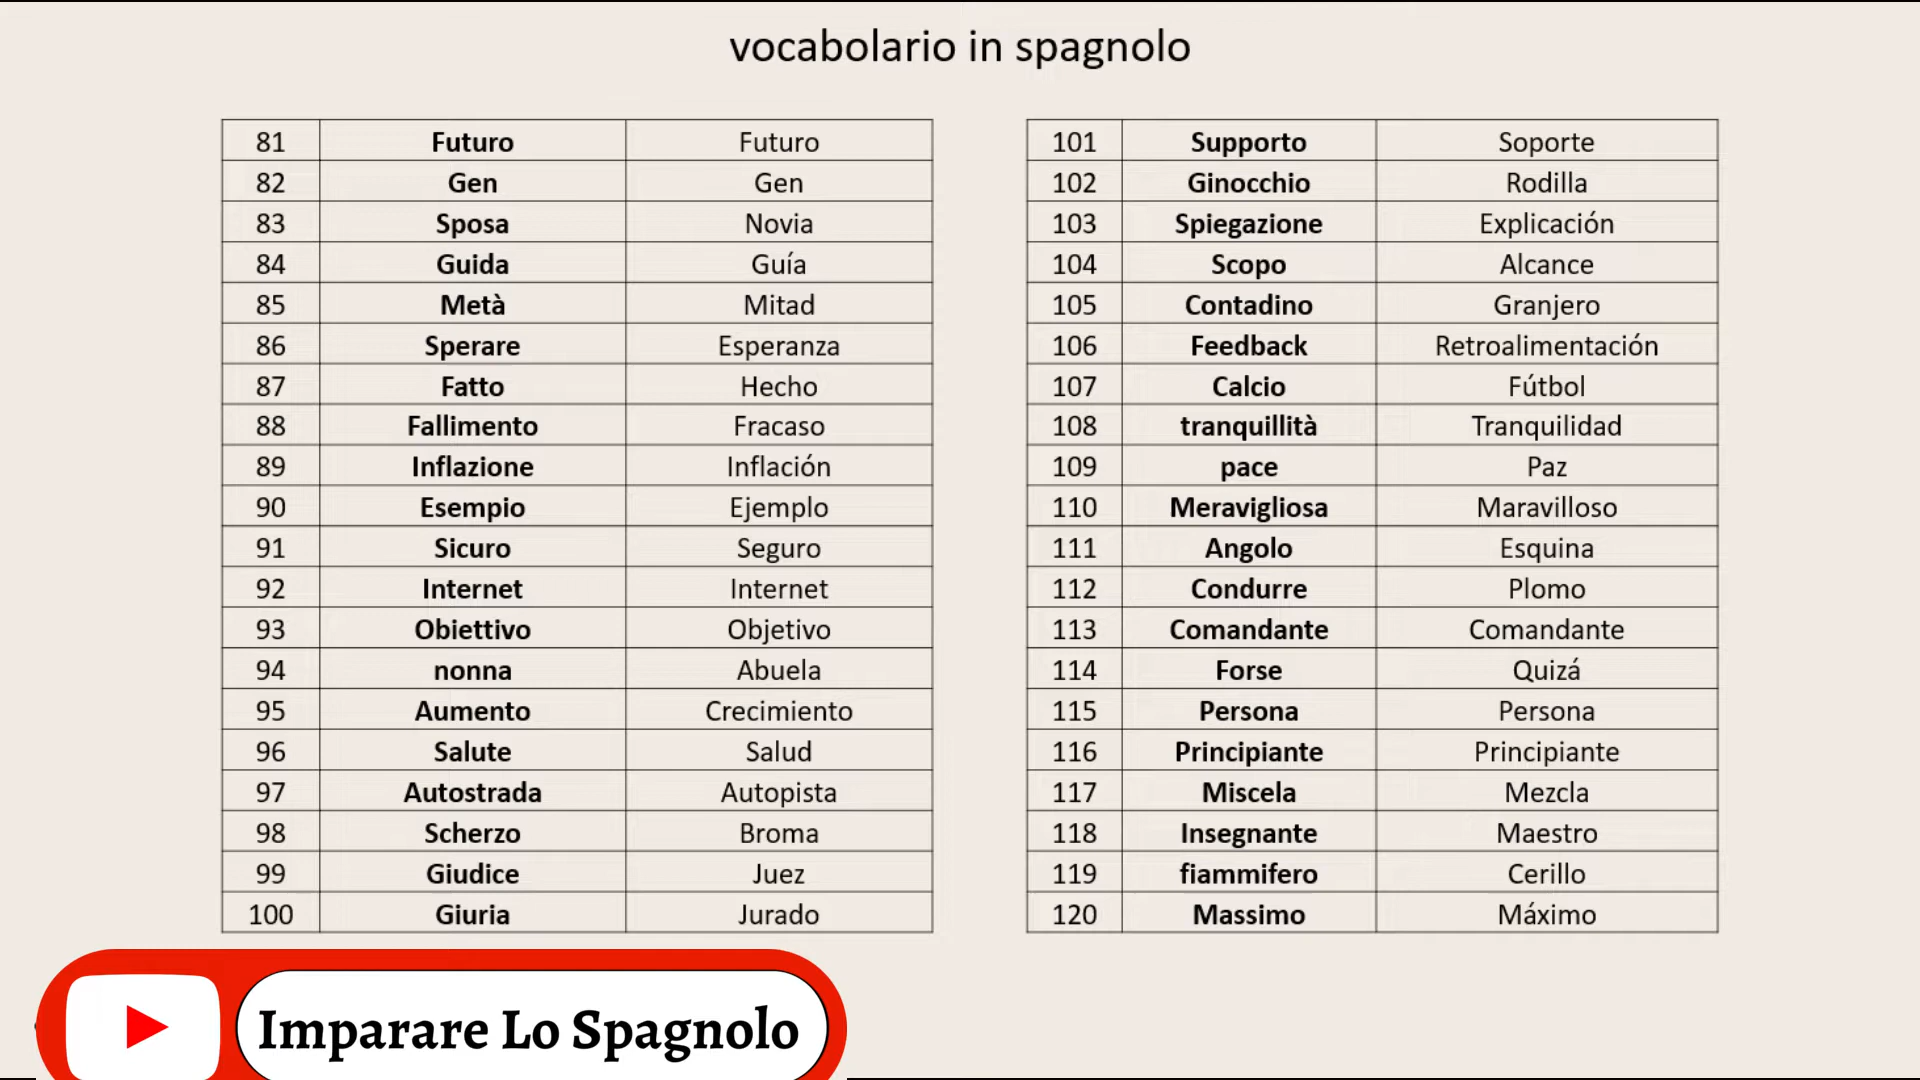 vocabolario in spagnolo
81 Futuro Futuro
82 Gen Gen
83 Sposa Novia
84 Guida Guía
85 Metà Mitad
86 Sperare Esperanza
87 Fatto Hecho
88 Fallimento Fracaso
89 Inflazione Inflación
90 Esempio Ejemplo
91 Sicuro Seguro
92 Internet Internet
93 Obiettivo Objetivo
94 nonna Abuela
95 Aumento Crecimiento
96 Salute Salud
97 Autostrada Autopista
98 Scherzo Broma
99 Giudice Juez
100 Giuria Jurado
101 Supporto Soporte
102 Ginocchio Rodilla
103 Spiegazione Explicación
104 Scopo Alcance
105 Contadino Granjero
106 Feedback Retroalimentación
107 Calcio Fútbol
108 tranquillità Tranquilidad
109 pace Paz
110 Meravigliosa Maravilloso
111 Angolo Esquina
112 Condurre Plomo
113 Comandante Comandante
114 Forse Quizá
115 Persona Persona
116 Principiante Principiante
117 Miscela Mezcla
118 Insegnante Maestro
119 fiammifero Cerillo
120 Massimo Máximo
Imparare Lo Spagnolo